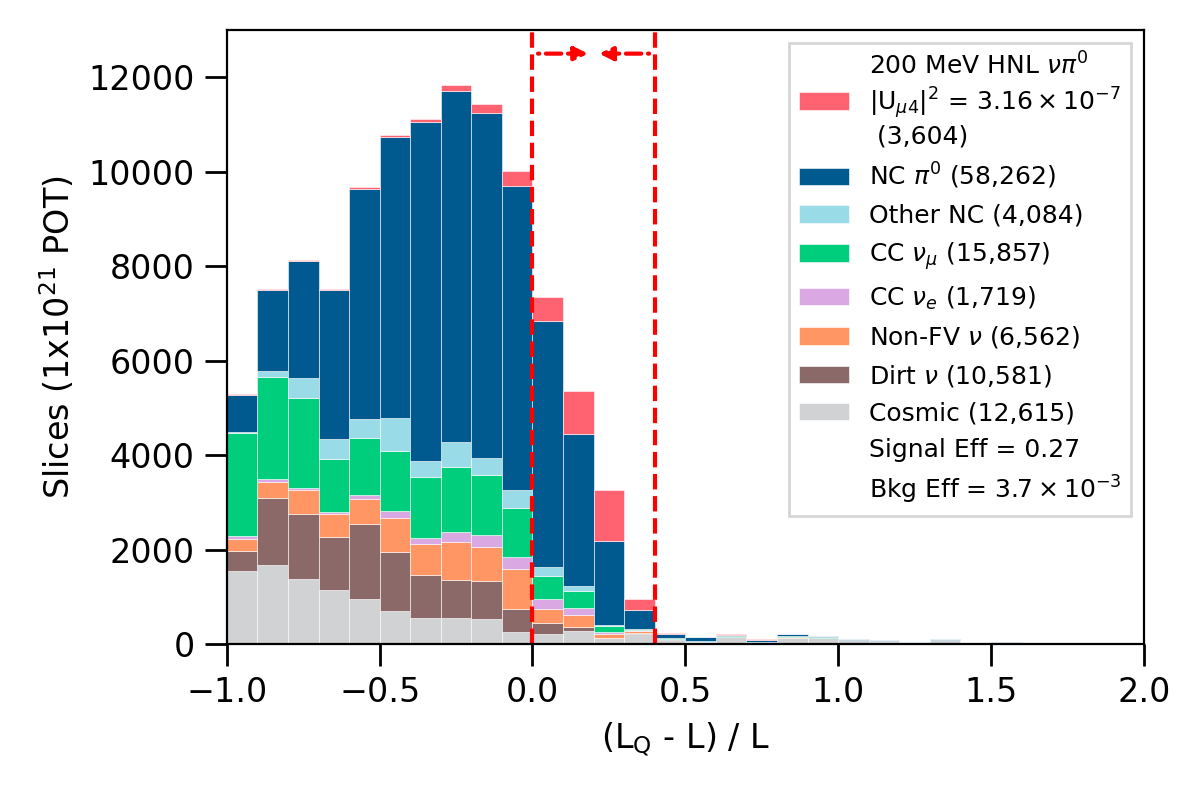 12000
10000
8000
6000
4000
2000
0
Slices (1x10²¹ POT)
−1.0 −0.5 0.0 0.5 1.0 1.5 2.0
(L_Q - L) / L
200 MeV HNL νπ⁰
|U_μ4|² = 3.16 × 10⁻⁷
(3,604)
NC π⁰ (58,262)
Other NC (4,084)
CC ν_μ (15,857)
CC ν_e (1,719)
Non-FV ν (6,562)
Dirt ν (10,581)
Cosmic (12,615)
Signal Eff = 0.27
Bkg Eff = 3.7 × 10⁻³